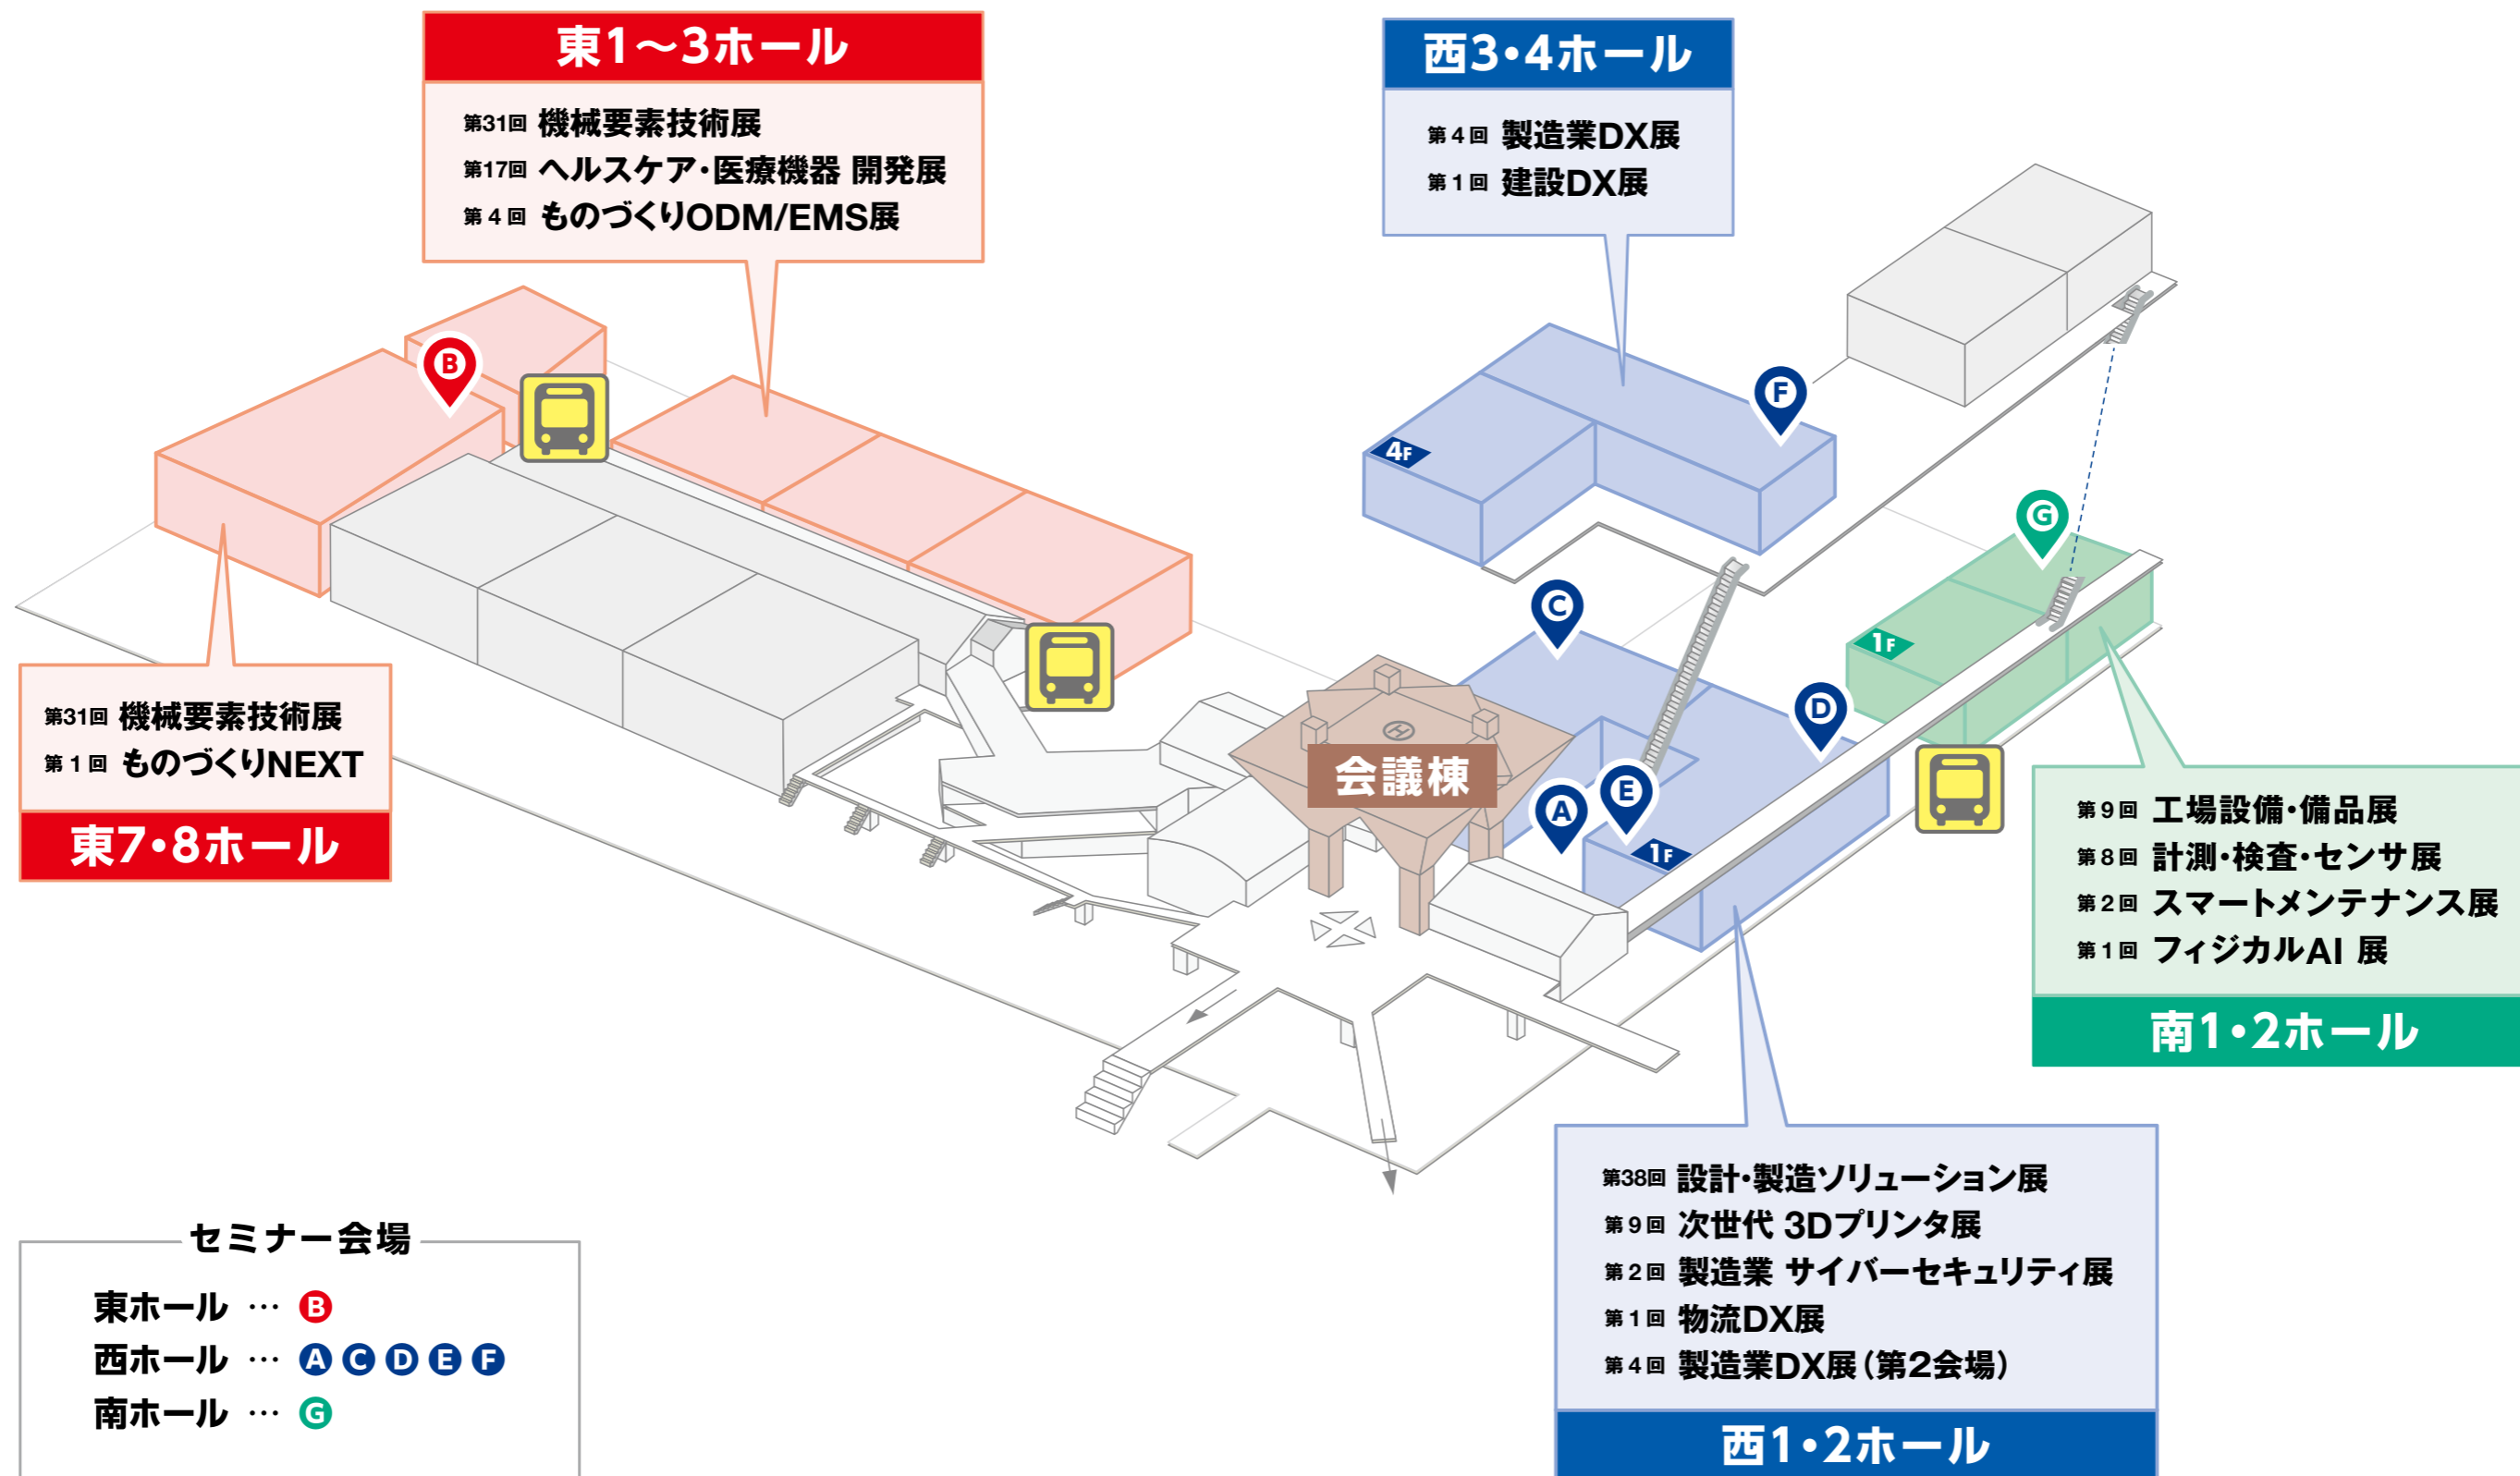 東1〜3ホール
第31回 機械要素技術展
第17回 ヘルスケア・医療機器 開発展
第4回 ものづくりODM/EMS展
西3・4ホール
第4回 製造業DX展
第1回 建設DX展
B
F
4F
G
C
1F
D
会議棟
A
E
1F
第31回 機械要素技術展
第1回 ものづくりNEXT
東7・8ホール
第9回 工場設備・備品展
第8回 計測・検査・センサ展
第2回 スマートメンテナンス展
第1回 フィジカルAI 展
南1・2ホール
第38回 設計・製造ソリューション展
第9回 次世代 3Dプリンタ展
第2回 製造業 サイバーセキュリティ展
第1回 物流DX展
第4回 製造業DX展（第2会場）
西1・2ホール
セミナー会場
東ホール … B
西ホール … A C D E F
南ホール … G
H